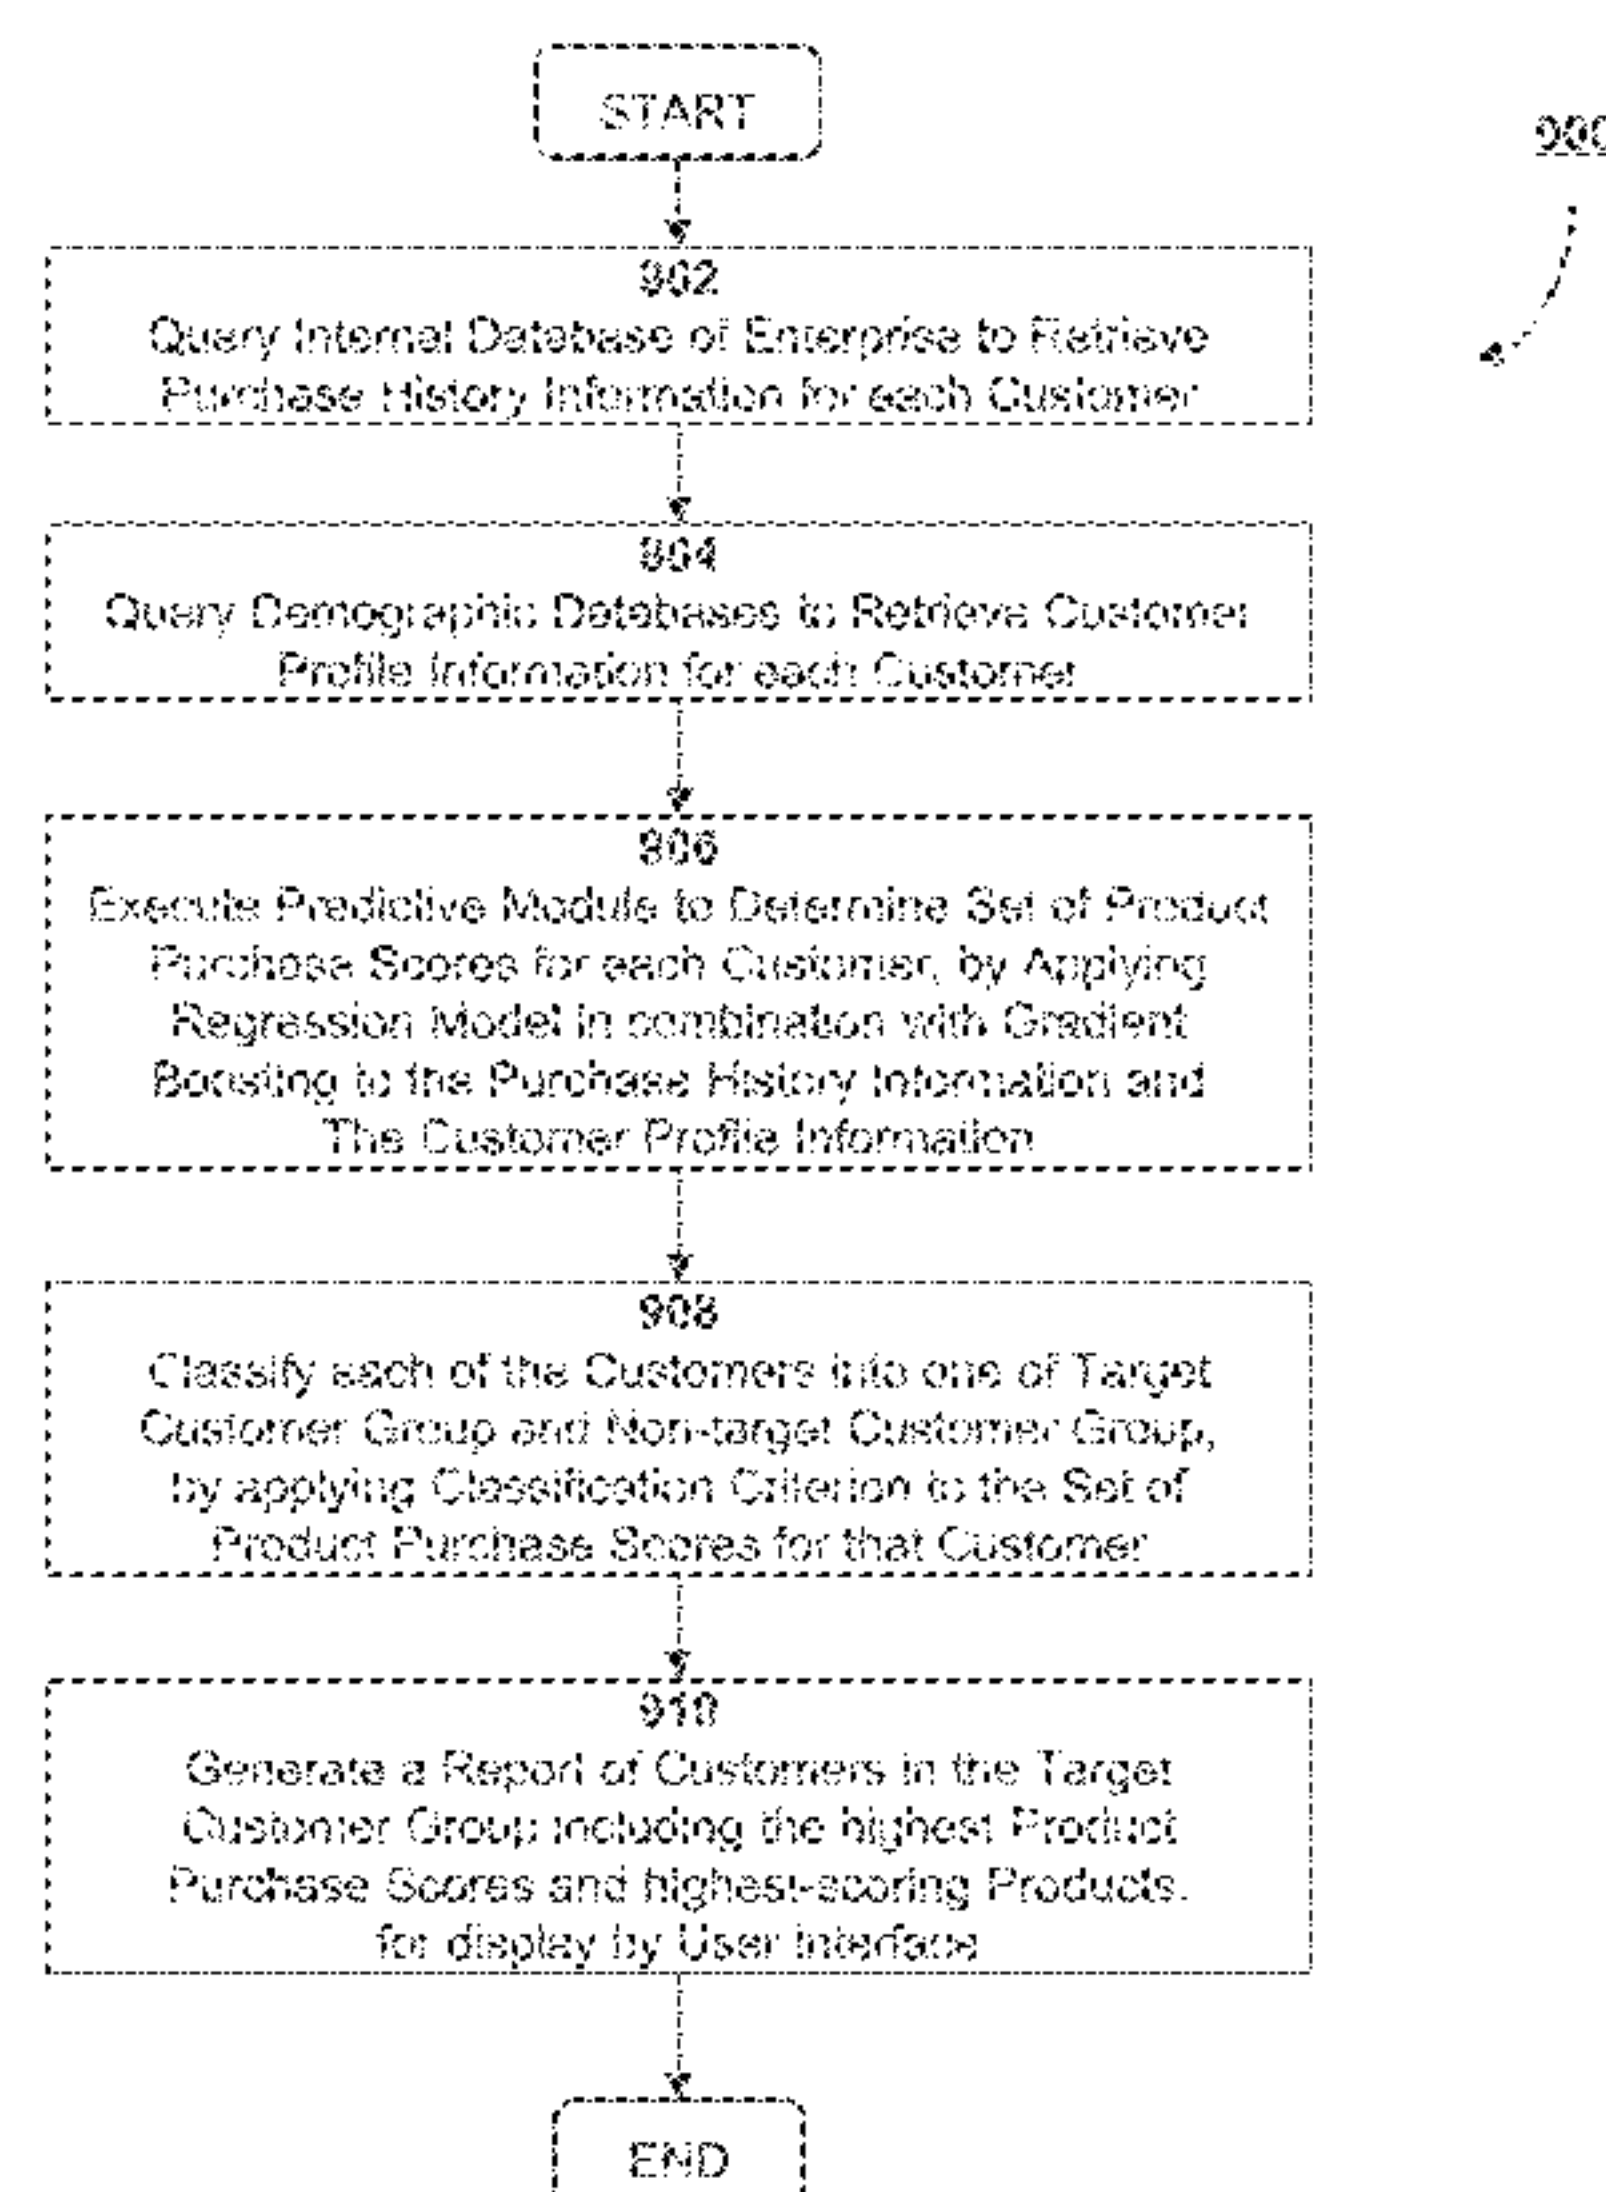 START
900
902
Query Internal Database of Enterprise to Retrieve
Purchase History Information for each Customer
904
Query Demographic Databases to Retrieve Customer
Profile Information for each Customer
906
Execute Predictive Module to Determine Set of Product
Purchase Scores for each Customer, by Applying
Regression Model in combination with Gradient
Boosting to the Purchase History Information and
The Customer Profile Information
908
Classify each of the Customers into one of Target
Customer Group and Non-target Customer Group,
by applying Classification Criterion to the Set of
Product Purchase Scores for that Customer
910
Generate a Report of Customers in the Target
Customer Group including the highest Product
Purchase Scores and highest-scoring Products,
for display by User Interface
END